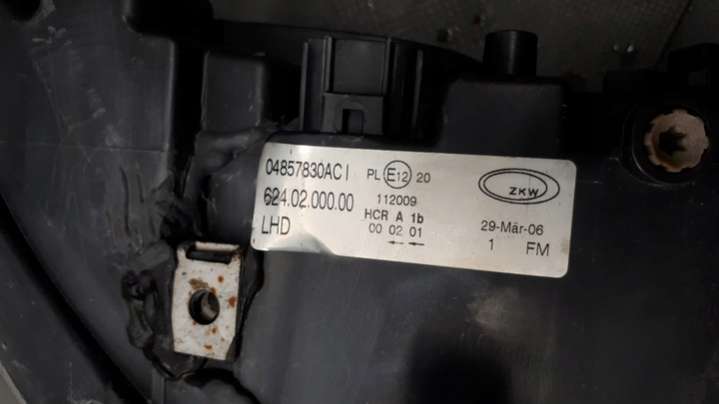 04857830AC I
624.02.000.00
LHD
PL E12 20
112009
HCR A 1b
00 02 01
←←
ZKW
29-Mär-06
1 FM